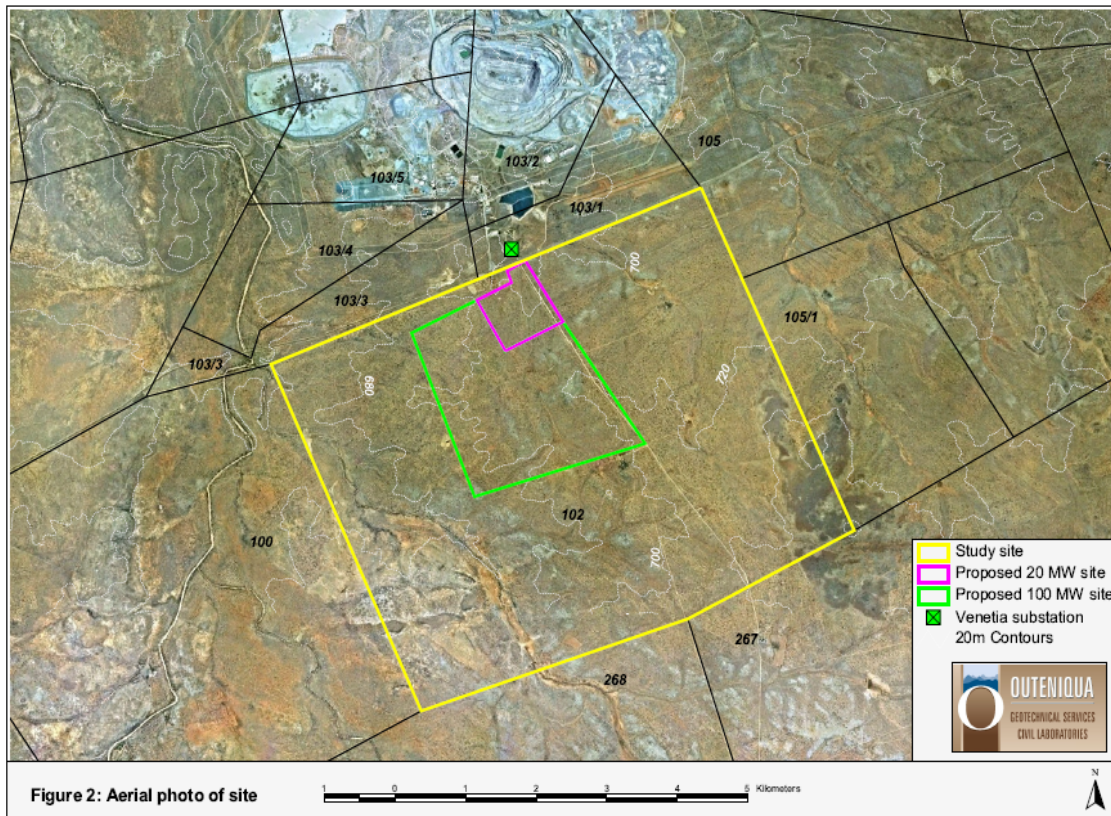 105
103/2
103/5
103/1
103/4
700
103/3
105/1
103/3
680
720
102
100
700
267
268
Study site
Proposed 20 MW site
Proposed 100 MW site
Venetia substation
20m Contours
OUTENIQUA
GEOTECHNICAL SERVICES
CIVIL LABORATORIES
N
Figure 2: Aerial photo of site
1 0 1 2 3 4 5 Kilometers